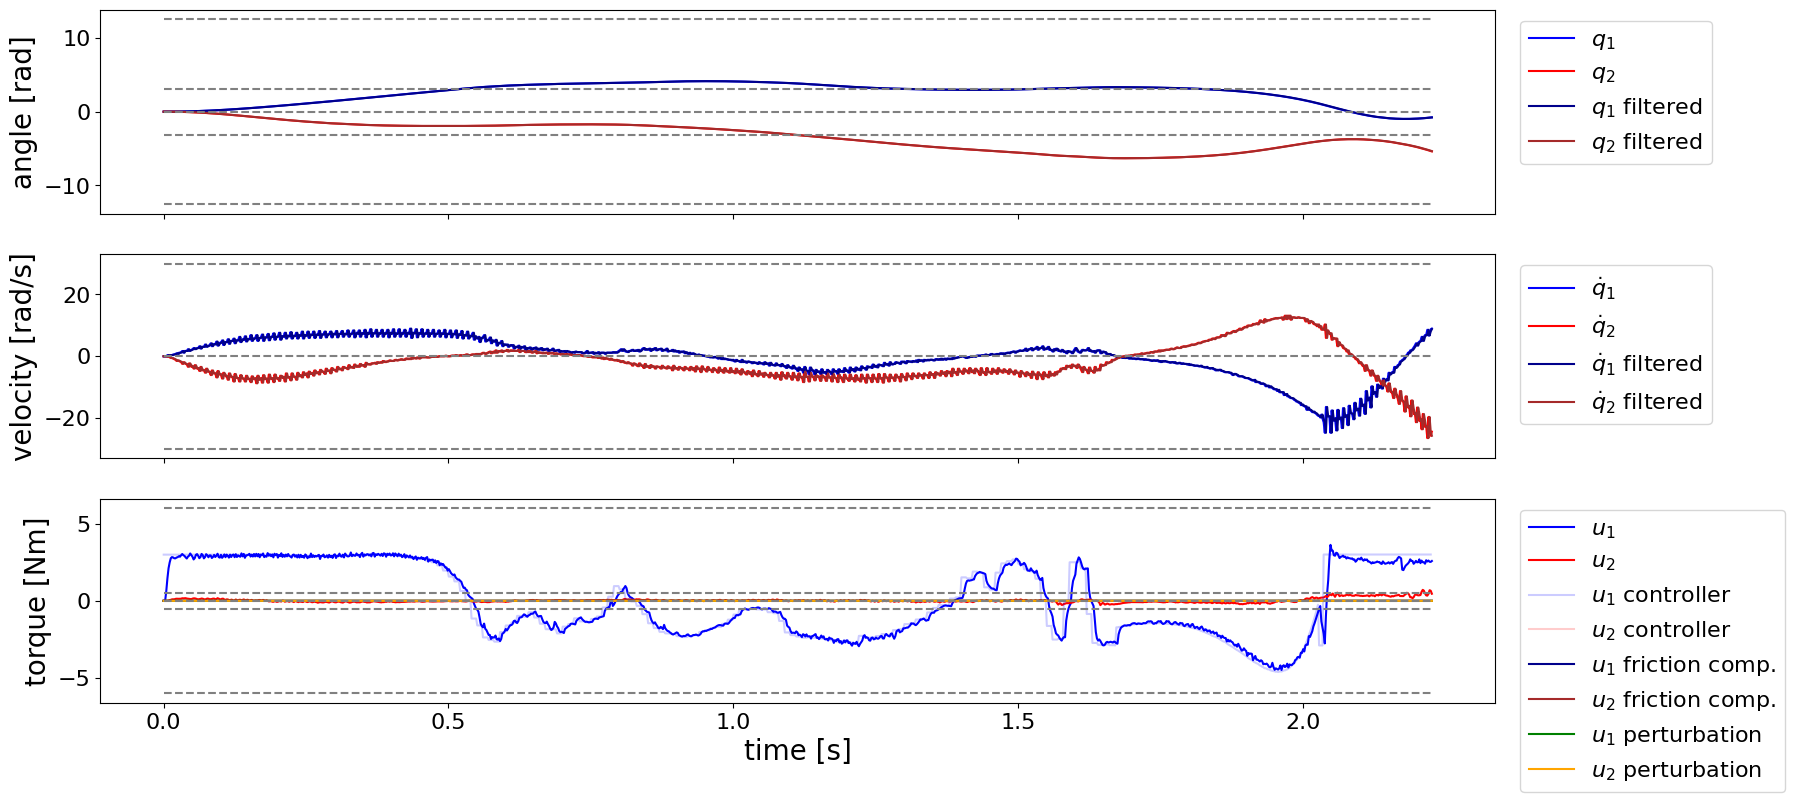 angle [rad]
10
0
−10
q₁
q₂
q₁ filtered
q₂ filtered
velocity [rad/s]
20
0
−20
q̇₁
q̇₂
q̇₁ filtered
q̇₂ filtered
torque [Nm]
5
0
−5
0.0 0.5 1.0 1.5 2.0
time [s]
u₁
u₂
u₁ controller
u₂ controller
u₁ friction comp.
u₂ friction comp.
u₁ perturbation
u₂ perturbation